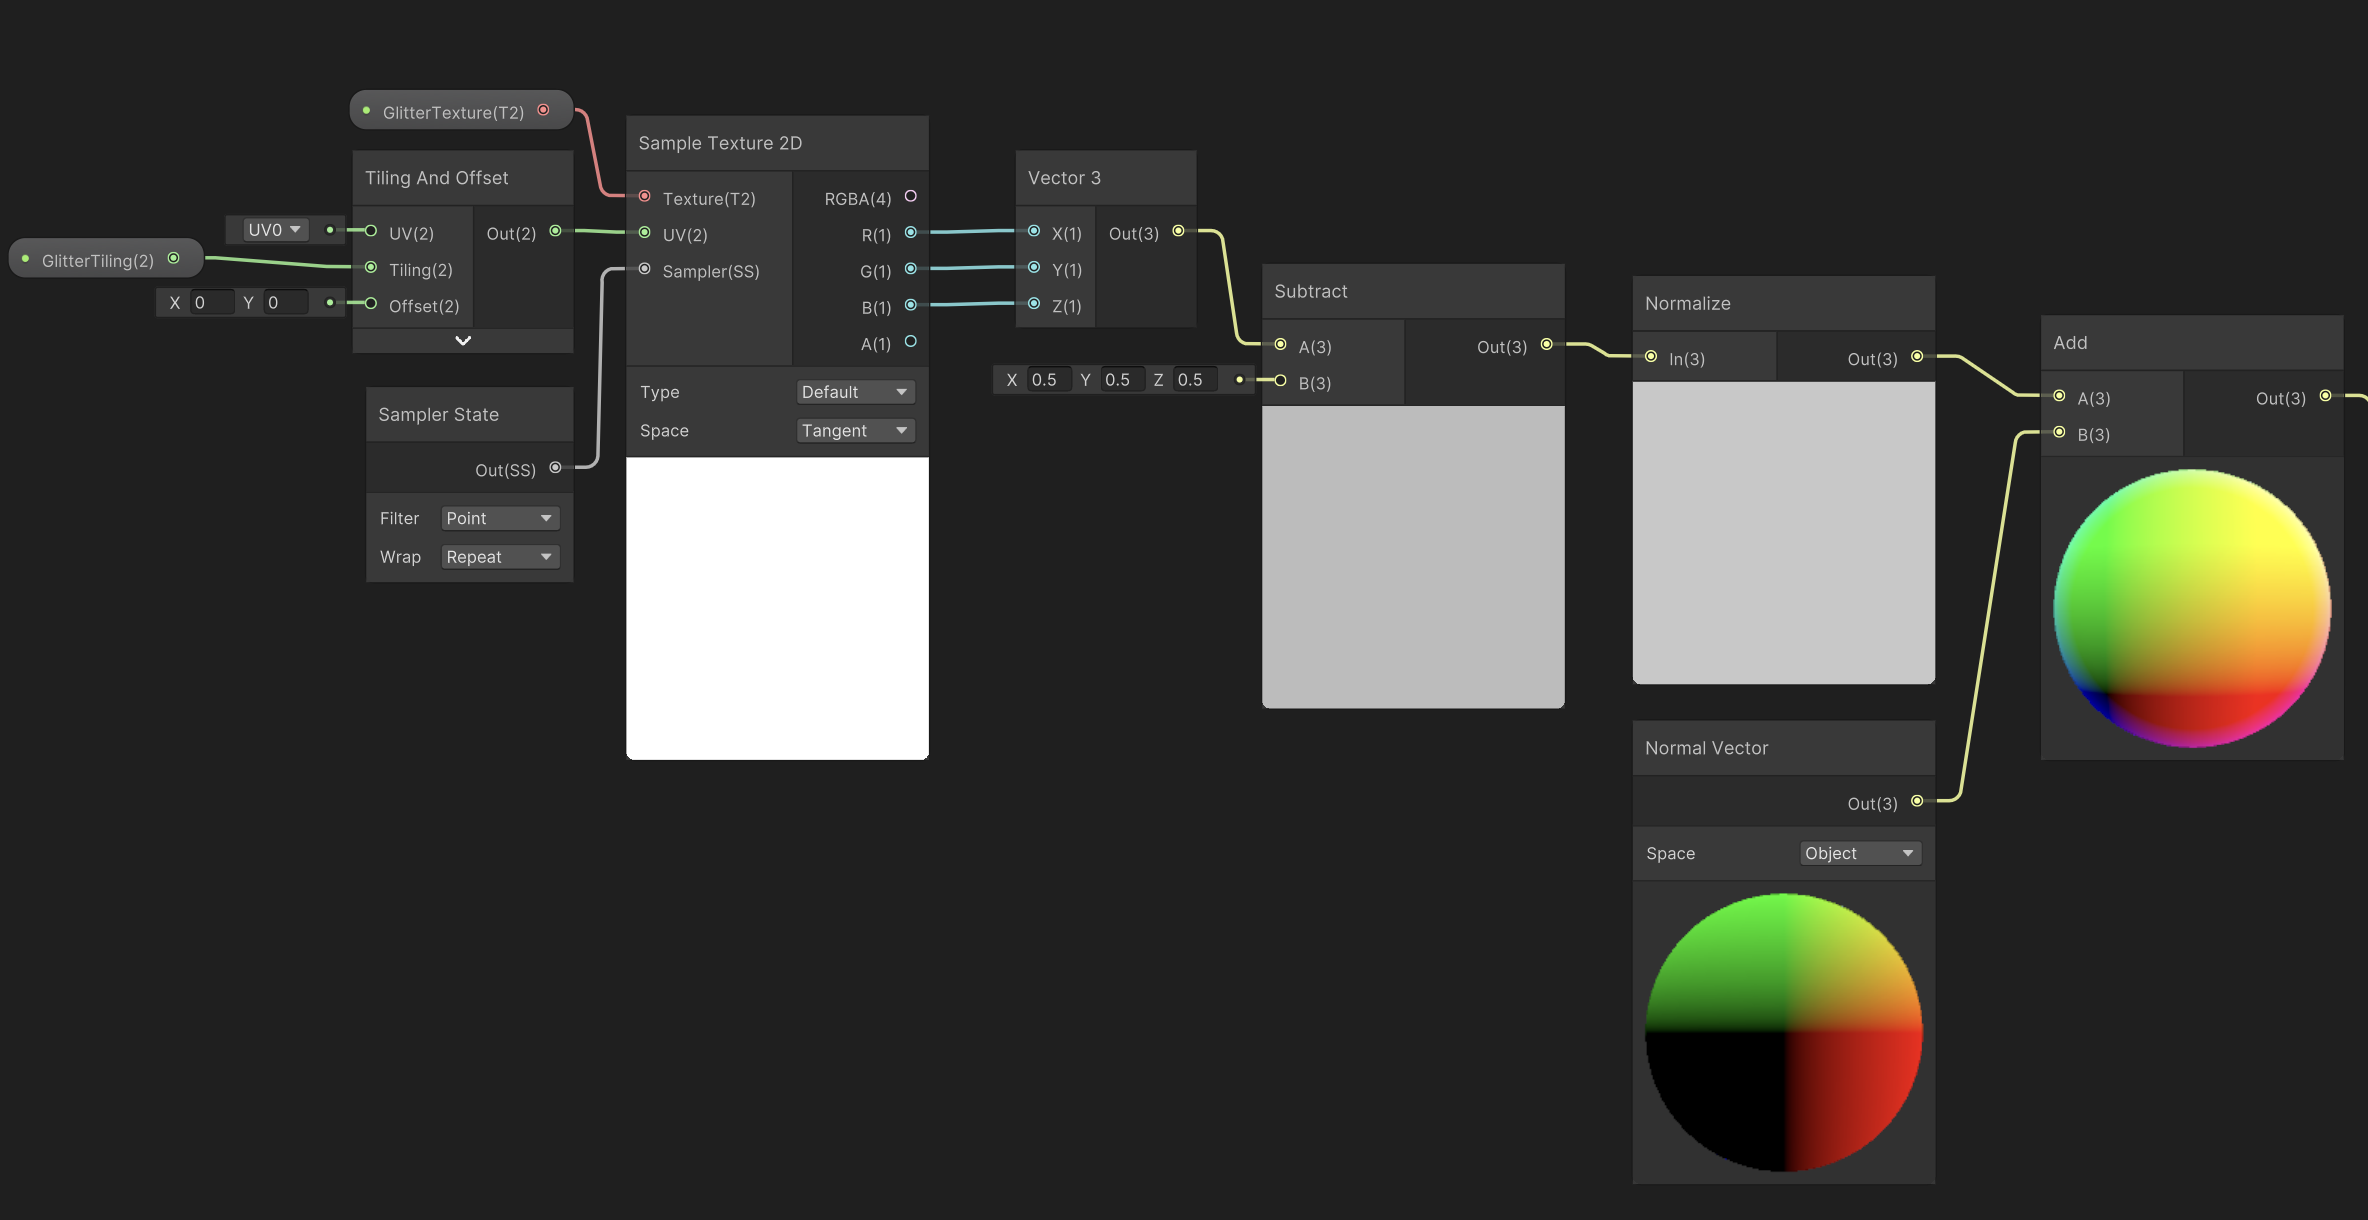 GlitterTexture(T2)
GlitterTiling(2)
Tiling And Offset
UV0
UV(2)
Out(2)
Tiling(2)
X 0 Y 0
Offset(2)
Sampler State
Out(SS)
Filter Point
Wrap Repeat
Sample Texture 2D
Texture(T2)
RGBA(4)
UV(2)
R(1)
Sampler(SS)
G(1)
B(1)
A(1)
Type Default
Space Tangent
Vector 3
X(1)
Out(3)
Y(1)
Z(1)
Subtract
A(3)
Out(3)
X 0.5 Y 0.5 Z 0.5
B(3)
Normalize
In(3)
Out(3)
Normal Vector
Out(3)
Space Object
Add
A(3)
Out(3)
B(3)